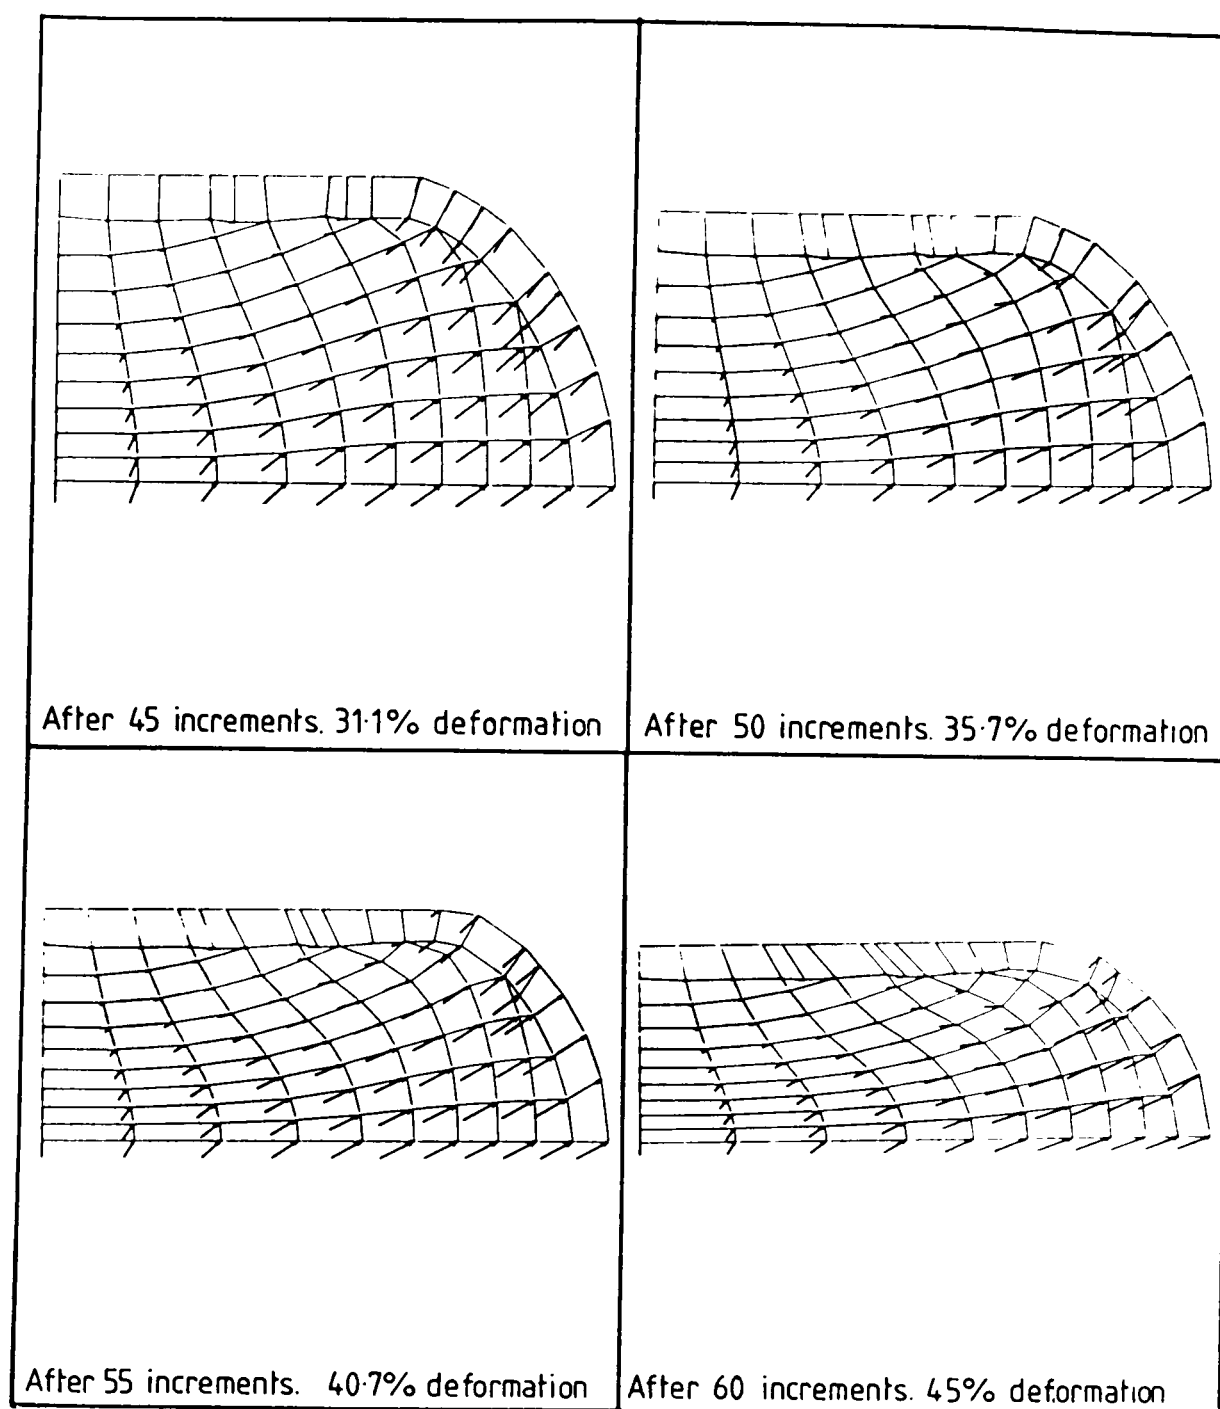 After 45 increments. 31·1% deformation
After 50 increments. 35·7% deformation
After 55 increments. 40·7% deformation
After 60 increments. 45% deformation